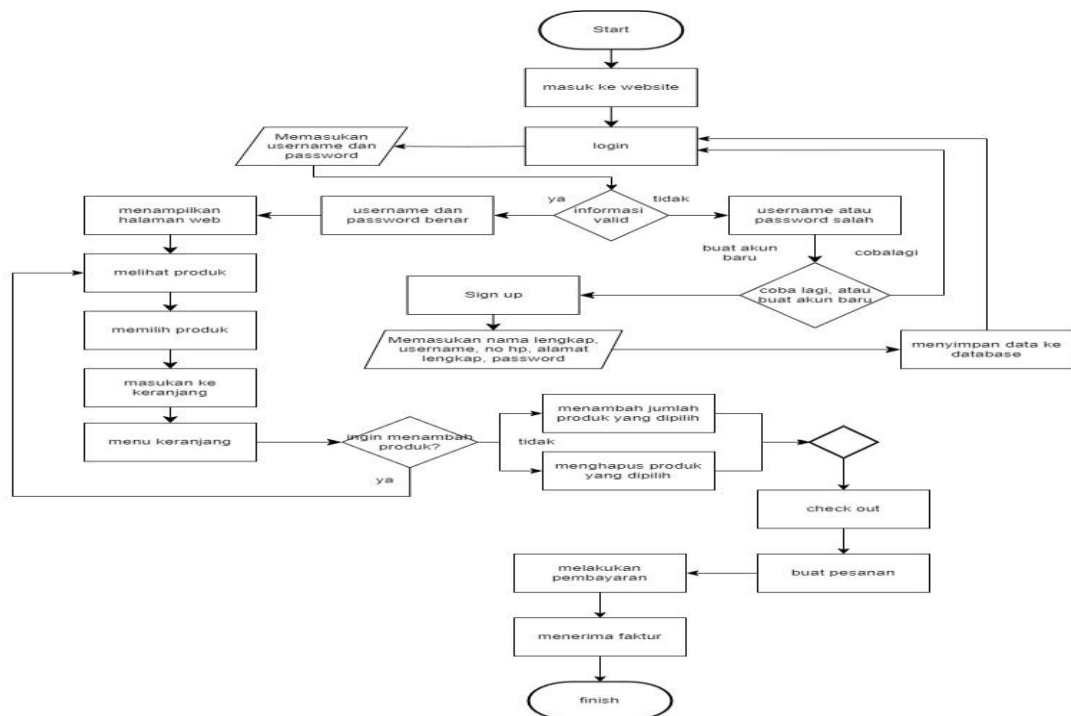 Start
masuk ke website
login
Memasukan
username dan
password
informasi
valid
ya
tidak
username dan
password benar
menampilkan
halaman web
username atau
password salah
buat akun
baru
cobalagi
coba lagi, atau
buat akun baru
Sign up
Memasukan nama lengkap,
username, no hp, alamat
lengkap, password
menyimpan data ke
database
melihat produk
memilih produk
masukan ke
keranjang
menu keranjang
ingin menambah
produk?
ya
tidak
menambah jumlah
produk yang dipilih
menghapus produk
yang dipilih
check out
buat pesanan
melakukan
pembayaran
menerima faktur
finish